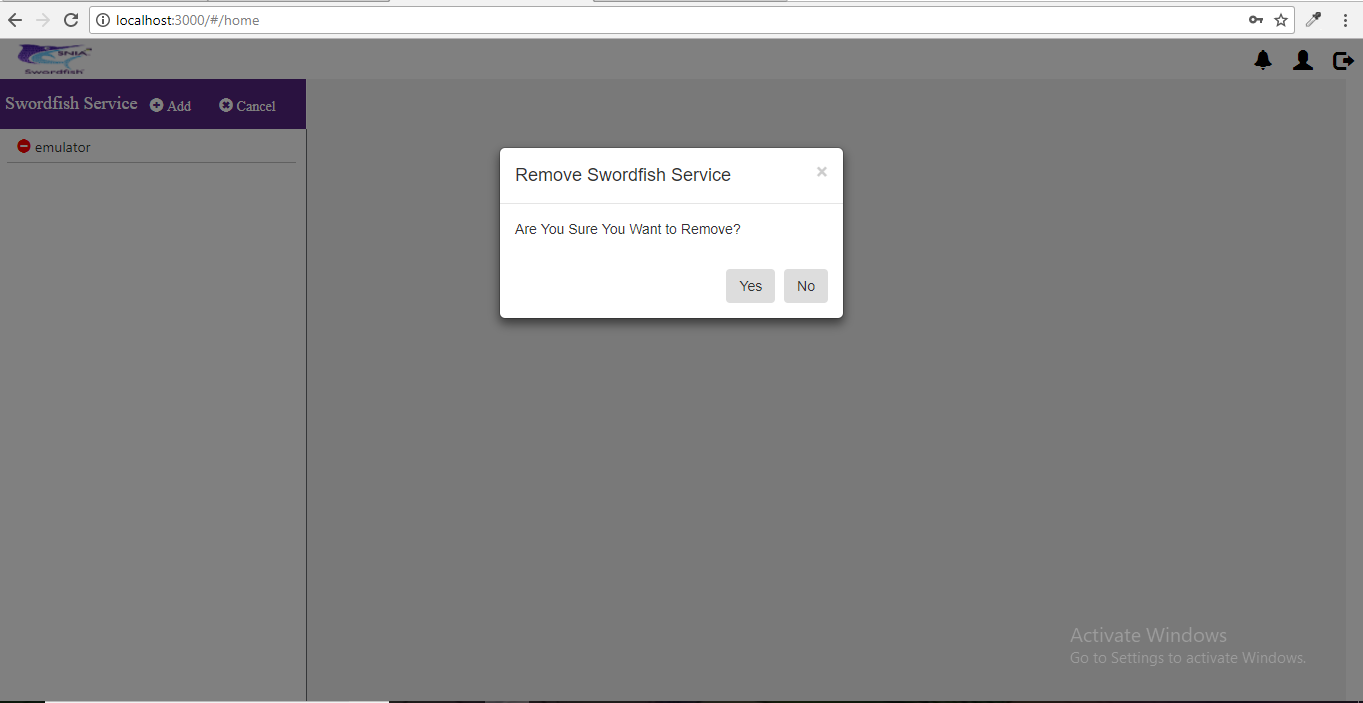 localhost:3000/#/home
SNIA
Swordfish
Swordfish Service Add Cancel
emulator
Remove Swordfish Service ×
Are You Sure You Want to Remove?
Yes No
Activate Windows
Go to Settings to activate Windows.